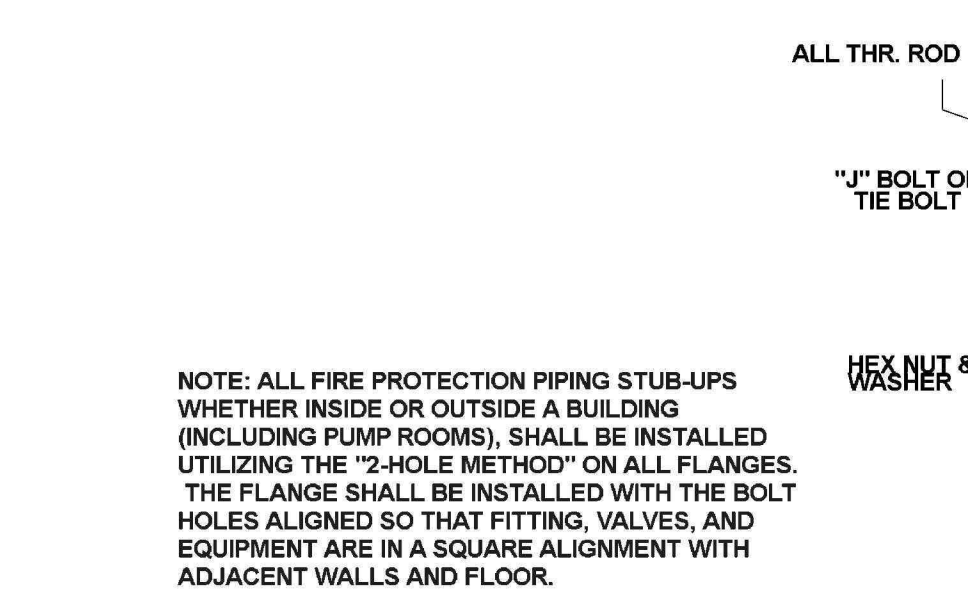 ALL THR. ROD
"J" BOLT
TIE BOLT
HEX NUT &
WASHER
NOTE: ALL FIRE PROTECTION PIPING STUB-UPS
WHETHER INSIDE OR OUTSIDE A BUILDING
(INCLUDING PUMP ROOMS), SHALL BE INSTALLED
UTILIZING THE "2-HOLE METHOD" ON ALL FLANGES.
THE FLANGE SHALL BE INSTALLED WITH THE BOLT
HOLES ALIGNED SO THAT FITTING, VALVES, AND
EQUIPMENT ARE IN A SQUARE ALIGNMENT WITH
ADJACENT WALLS AND FLOOR.